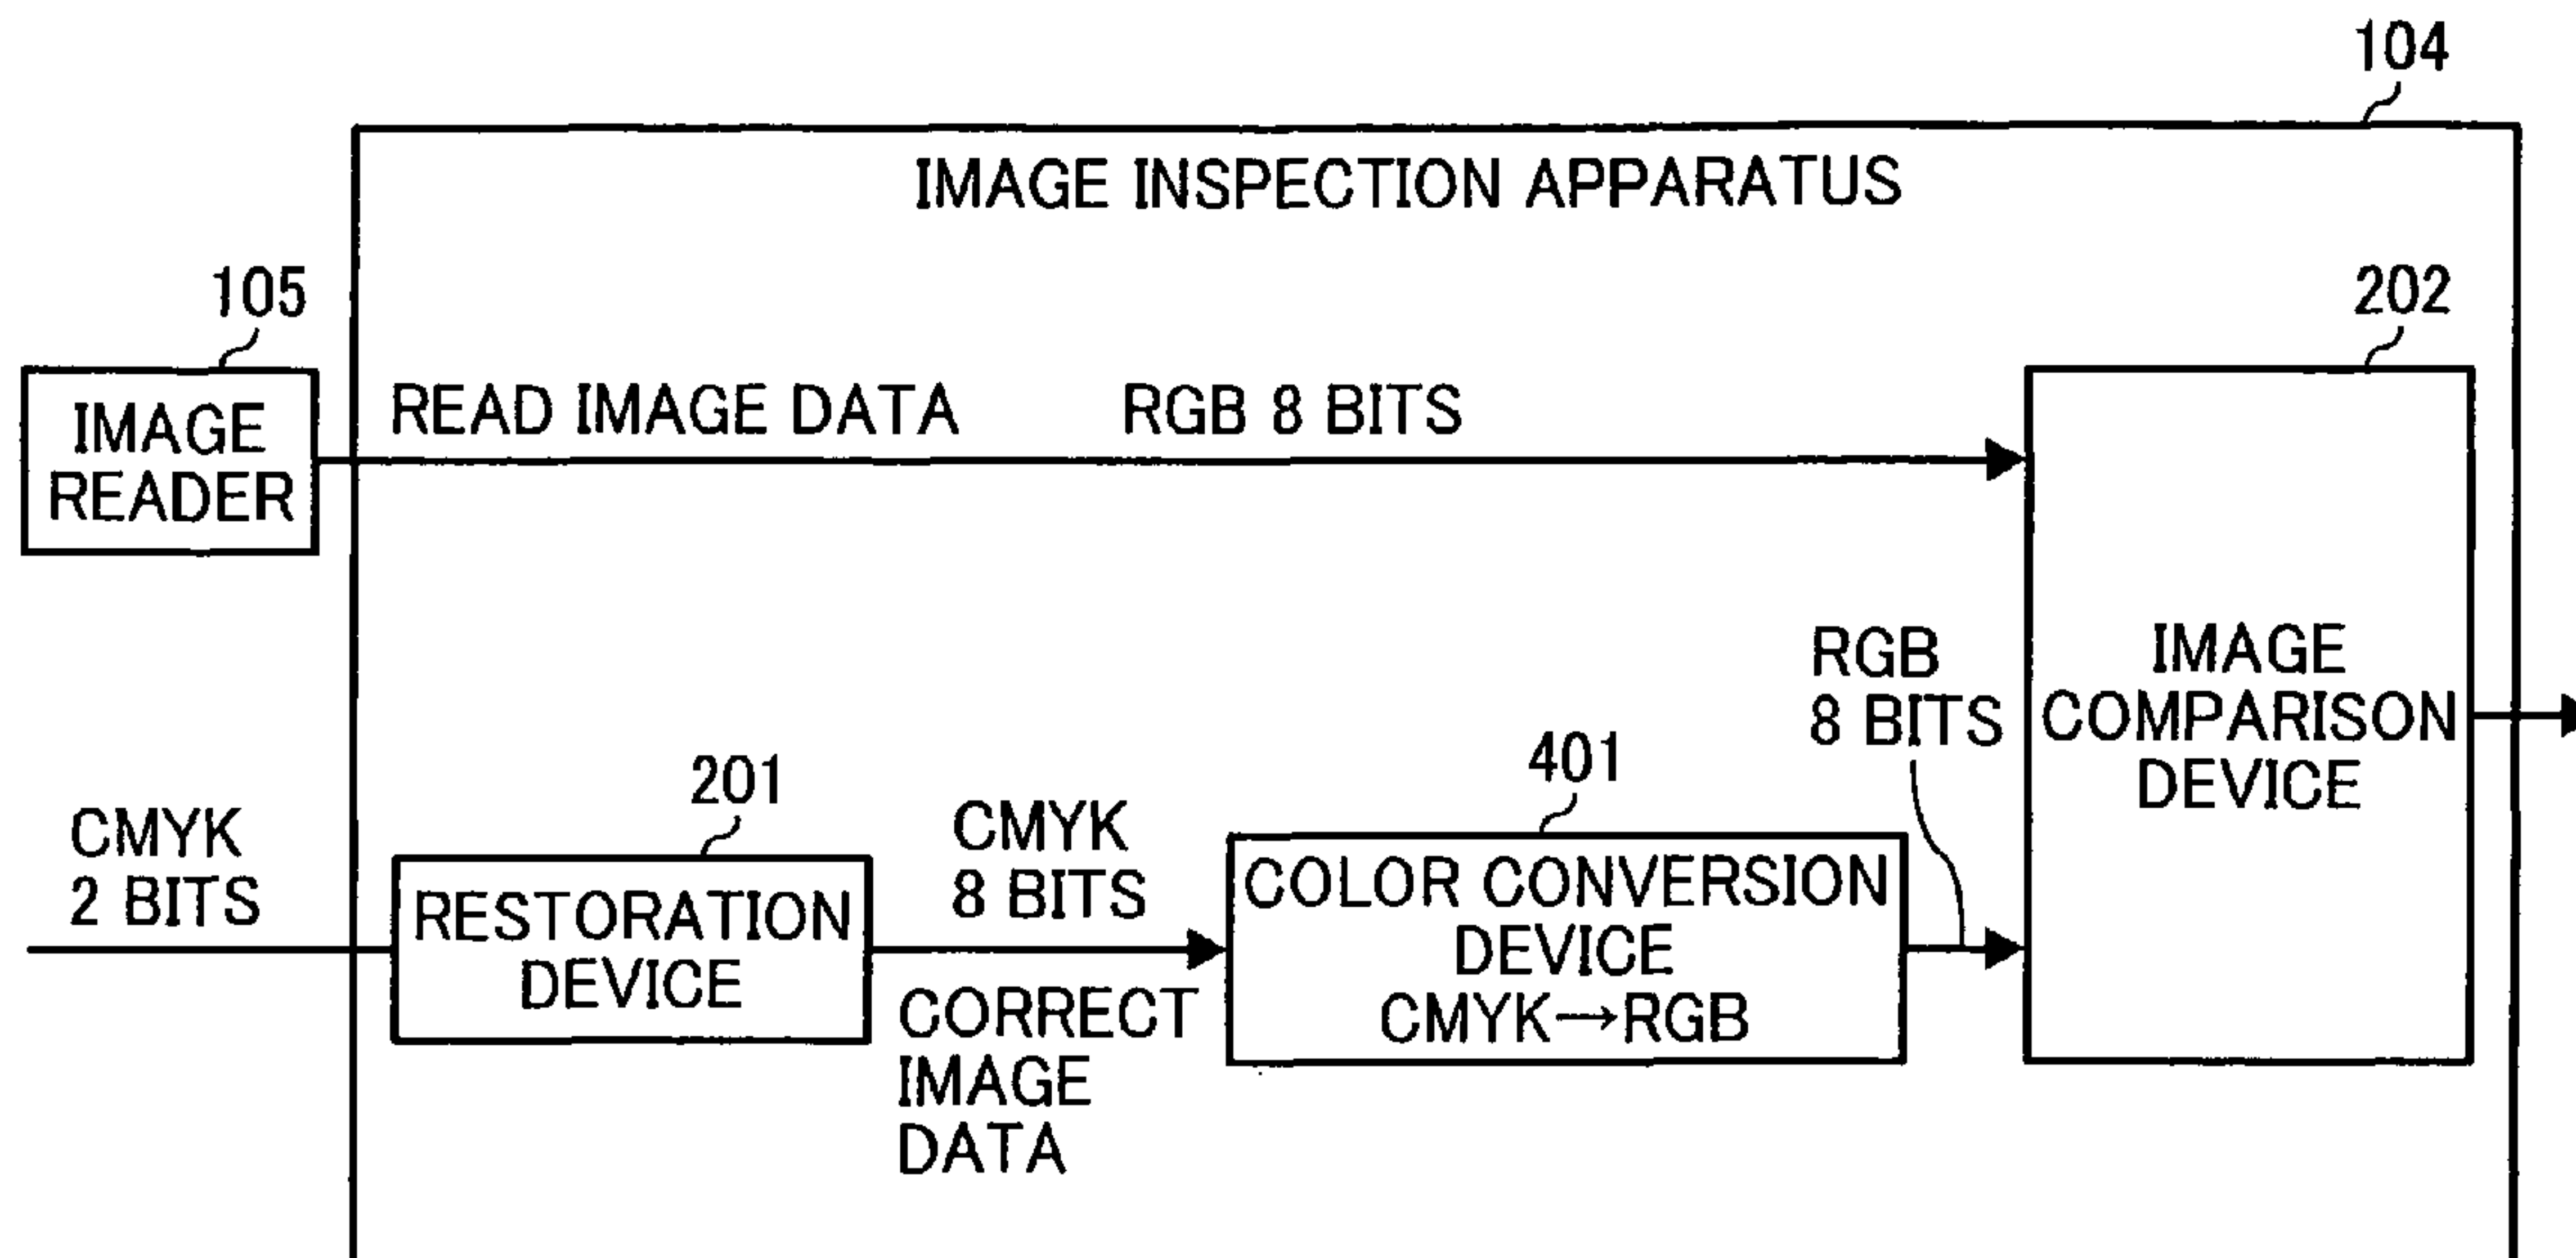 104
IMAGE INSPECTION APPARATUS
105
202
IMAGE
READER
READ IMAGE DATA
RGB 8 BITS
IMAGE
COMPARISON
DEVICE
RGB
8 BITS
CMYK
2 BITS
201
RESTORATION
DEVICE
CMYK
8 BITS
CORRECT
IMAGE
DATA
401
COLOR CONVERSION
DEVICE
CMYK→RGB